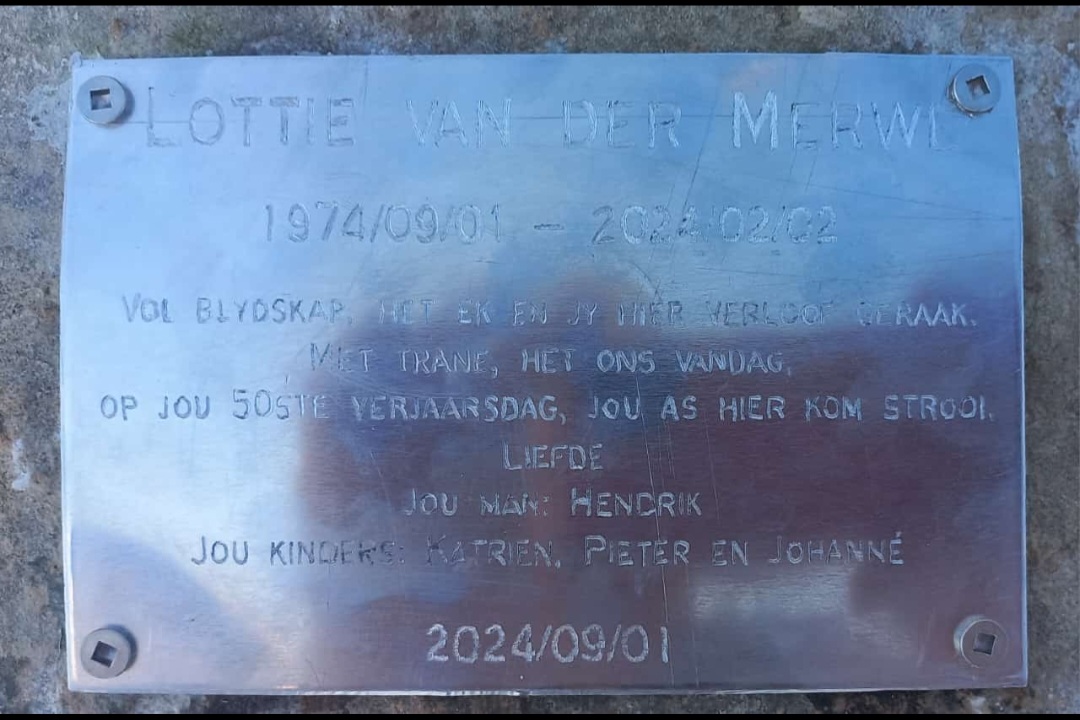 LOTTIE VAN DER MERWE
1974/09/01 – 2024/02/02
VOL BLYDSKAP, HET EK EN JY HIER VERLOOF GERAAK.
MET TRANE, HET ONS VANDAG,
OP JOU 50STE VERJAARSDAG, JOU AS HIER KOM STROOI.
LIEFDE
JOU MAN: HENDRIK
JOU KINDERS: KATRIEN, PIETER EN JOHANNÉ
2024/09/01